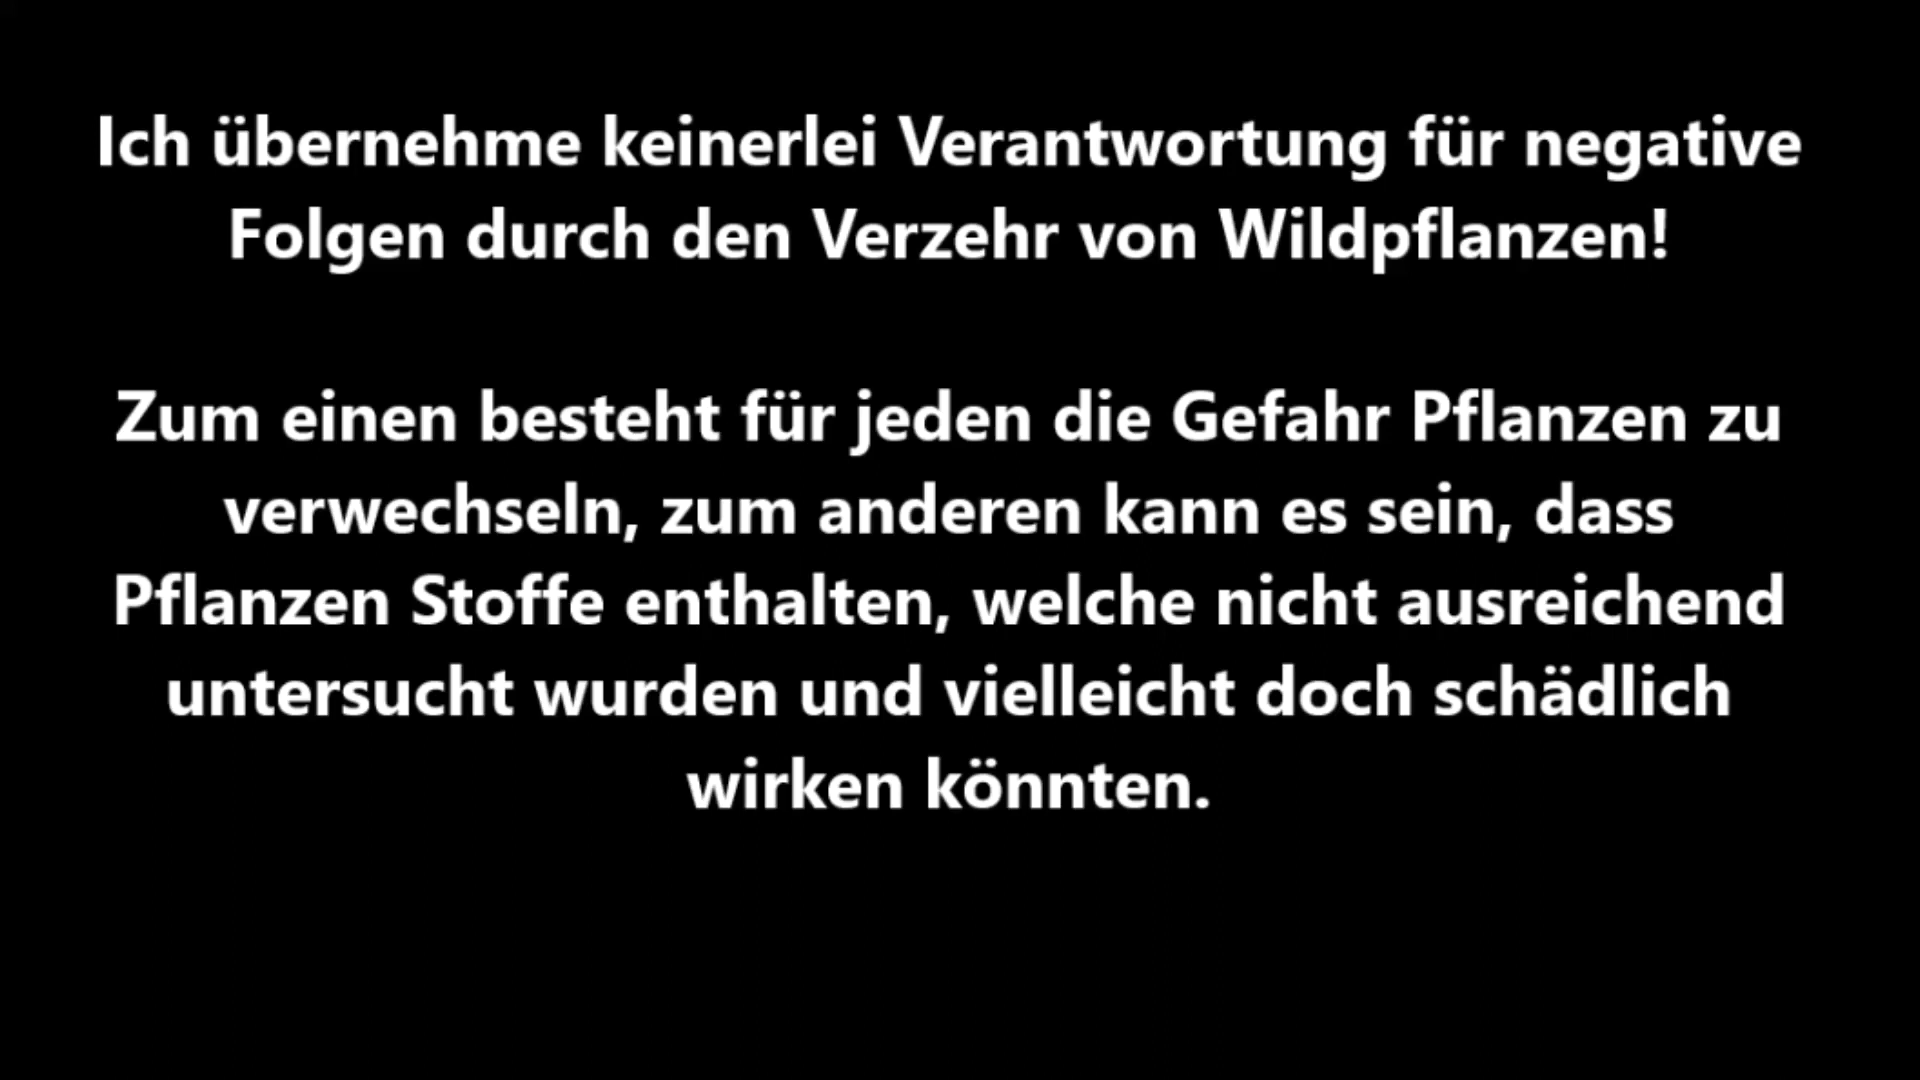 Ich übernehme keinerlei Verantwortung für negative
Folgen durch den Verzehr von Wildpflanzen!
Zum einen besteht für jeden die Gefahr Pflanzen zu
verwechseln, zum anderen kann es sein, dass
Pflanzen Stoffe enthalten, welche nicht ausreichend
untersucht wurden und vielleicht doch schädlich
wirken könnten.